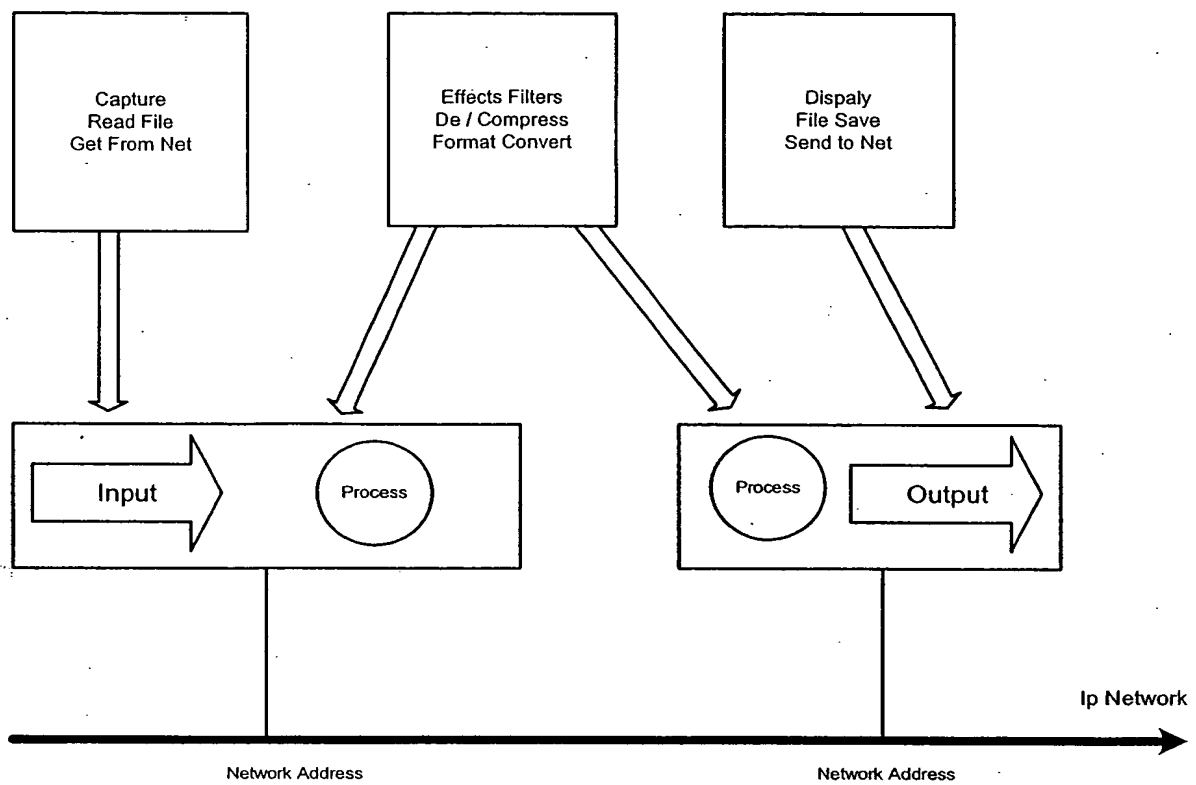 Capture
Read File
Get From Net
Effects Filters
De / Compress
Format Convert
Dispaly
File Save
Send to Net
Input
Process
Process
Output
Ip Network
Network Address
Network Address